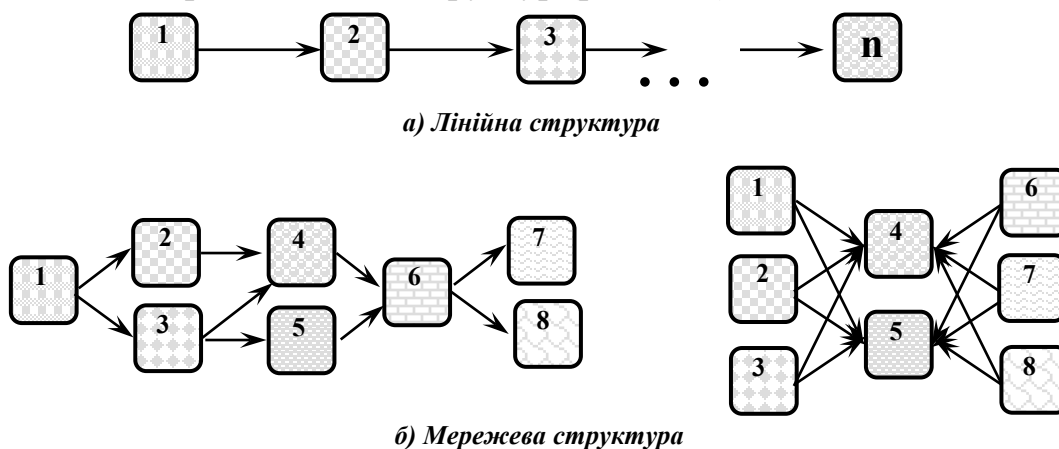 1 2 3 n
. . .
а) Лінійна структура
1 2 3 4 5 6 7 8
1 2 3 4 5 6 7 8
б) Мережева структура